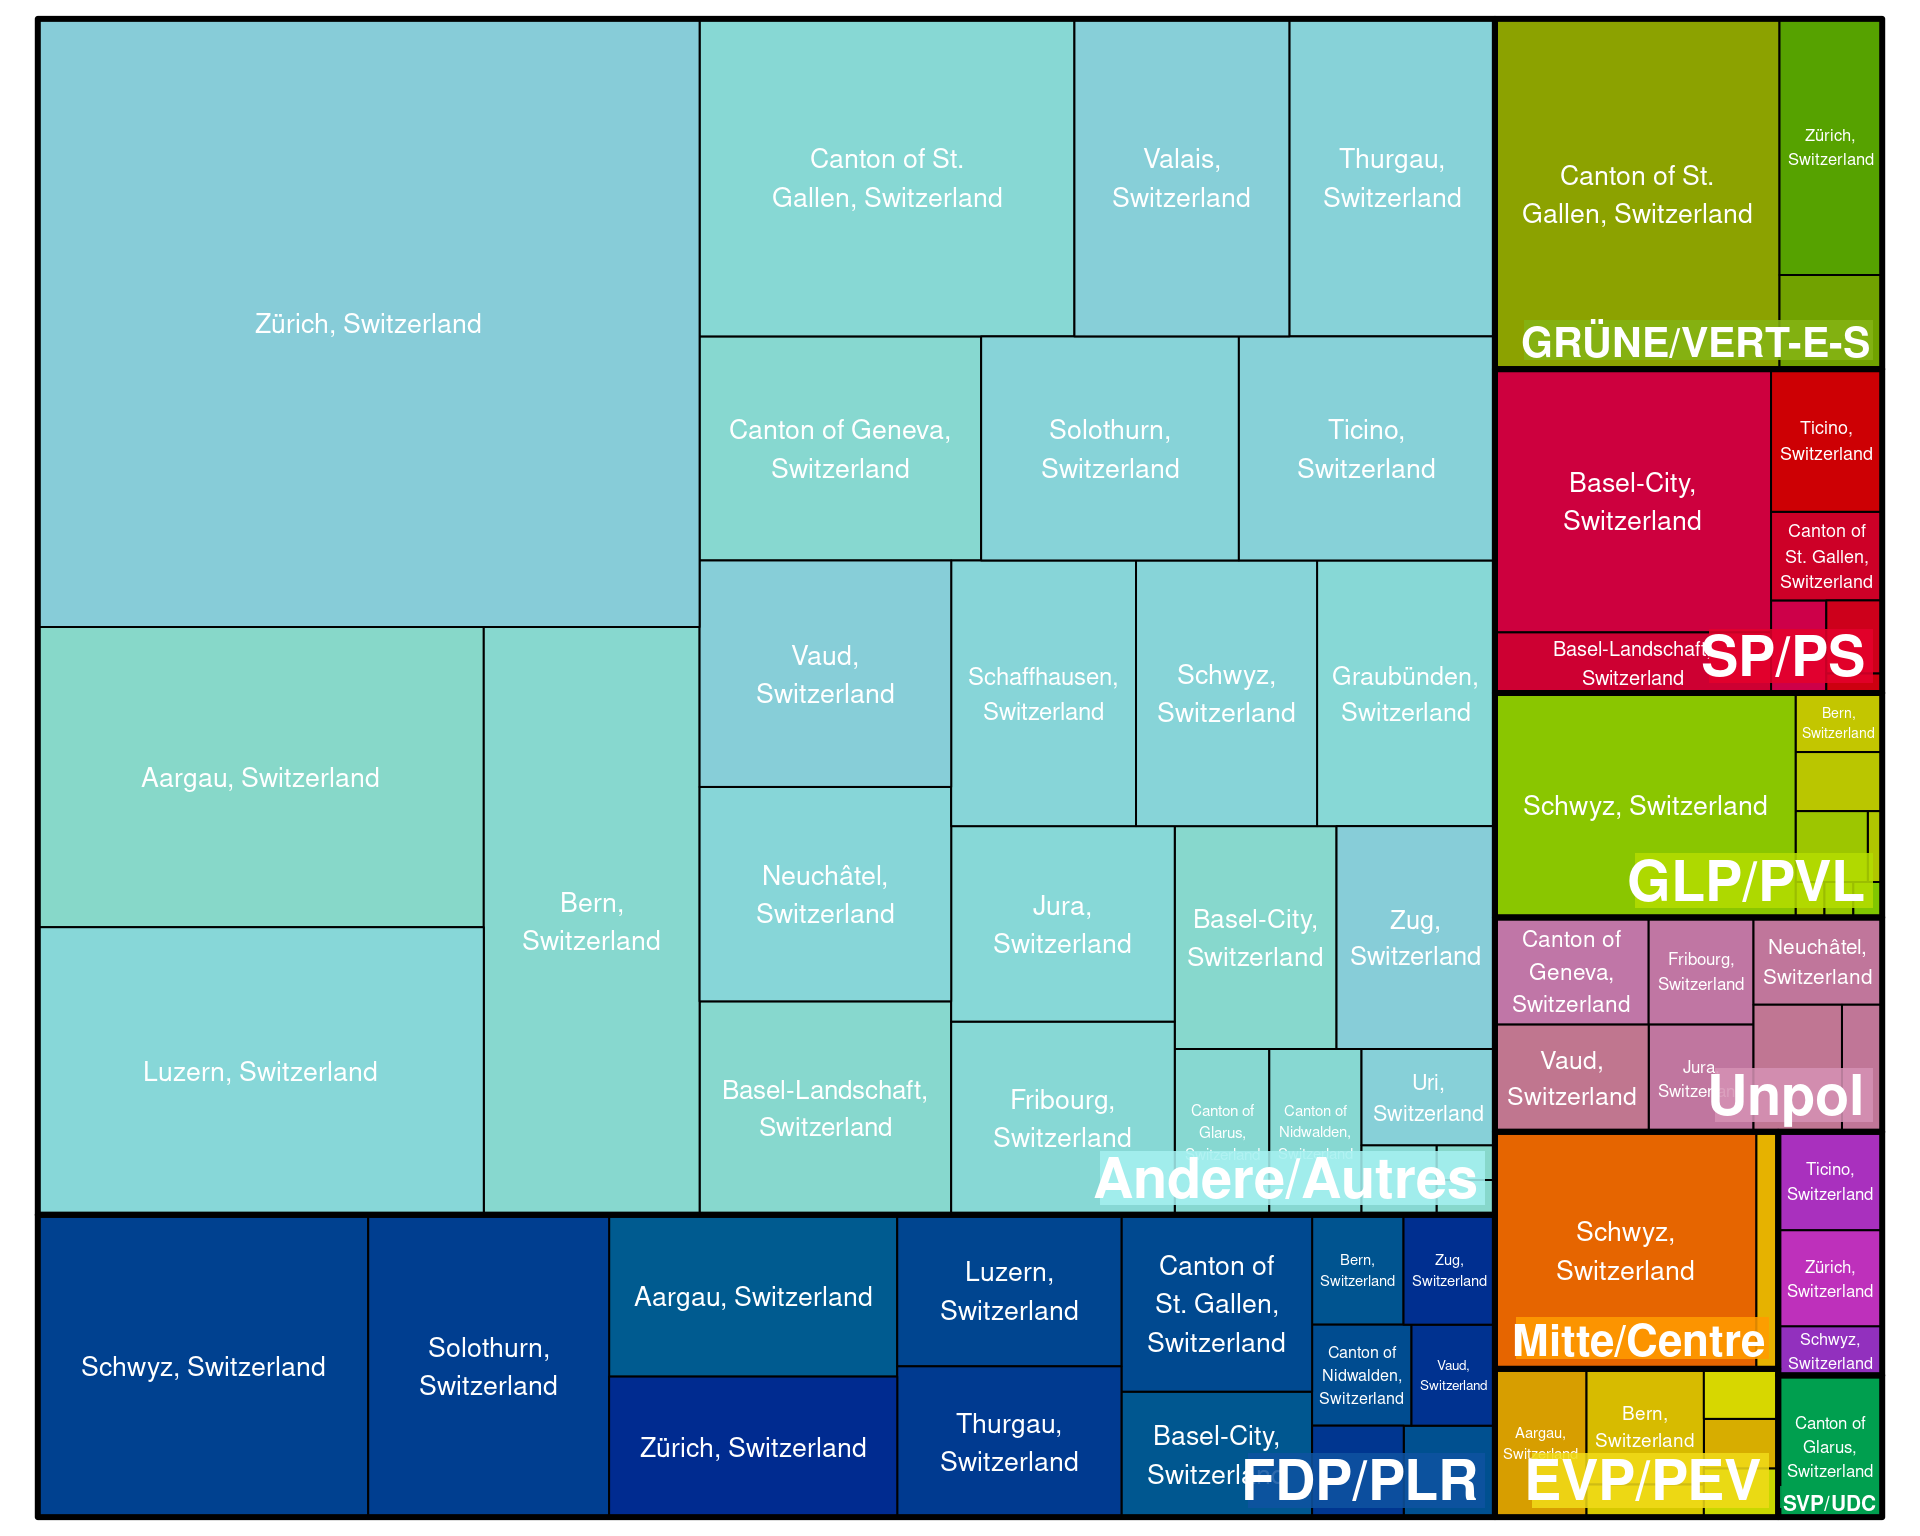 Zürich, Switzerland
Aargau, Switzerland
Luzern, Switzerland
Bern,
Switzerland
Canton of St.
Gallen, Switzerland
Valais,
Switzerland
Thurgau,
Switzerland
Canton of Geneva,
Switzerland
Solothurn,
Switzerland
Ticino,
Switzerland
Vaud,
Switzerland
Neuchâtel,
Switzerland
Basel-Landschaft,
Switzerland
Schaffhausen,
Switzerland
Schwyz,
Switzerland
Graubünden,
Switzerland
Jura,
Switzerland
Basel-City,
Switzerland
Zug,
Switzerland
Fribourg,
Switzerland
Canton of
Glarus,
Switzerland
Canton of
Nidwalden,
Switzerland
Uri,
Switzerland
Andere/Autres
Schwyz, Switzerland
Solothurn,
Switzerland
Aargau, Switzerland
Zürich, Switzerland
Luzern,
Switzerland
Thurgau,
Switzerland
Canton of
St. Gallen,
Switzerland
Basel-City,
Switzerland
Bern,
Switzerland
Zug,
Switzerland
Canton of
Nidwalden,
Switzerland
Vaud,
Switzerland
FDP/PLR
Canton of St.
Gallen, Switzerland
Zürich,
Switzerland
GRÜNE/VERT-E-S
Basel-City,
Switzerland
Ticino,
Switzerland
Canton of
St. Gallen,
Switzerland
Basel-Landschaft,
Switzerland
SP/PS
Schwyz, Switzerland
Bern,
Switzerland
GLP/PVL
Canton of
Geneva,
Switzerland
Fribourg,
Switzerland
Neuchâtel,
Switzerland
Vaud,
Switzerland
Jura,
Switzerland
Unpol
Schwyz,
Switzerland
Mitte/Centre
Ticino,
Switzerland
Zürich,
Switzerland
Schwyz,
Switzerland
Aargau,
Switzerland
Bern,
Switzerland
EVP/PEV
Canton of
Glarus,
Switzerland
SVP/UDC